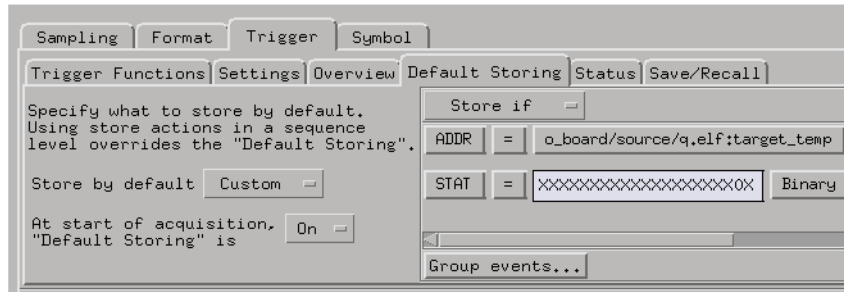 Sampling Format Trigger Symbol
Trigger Functions Settings Overview Default Storing Status Save/Recall
Specify what to store by default.
Using store actions in a sequence
level overrides the "Default Storing".
Store by default Custom
At start of acquisition,
"Default Storing" is On
Store if
ADDR = o_board/source/q.elf:target_temp
STAT = XXXXXXXXXXXXXXXXXXX0X Binary
Group events...